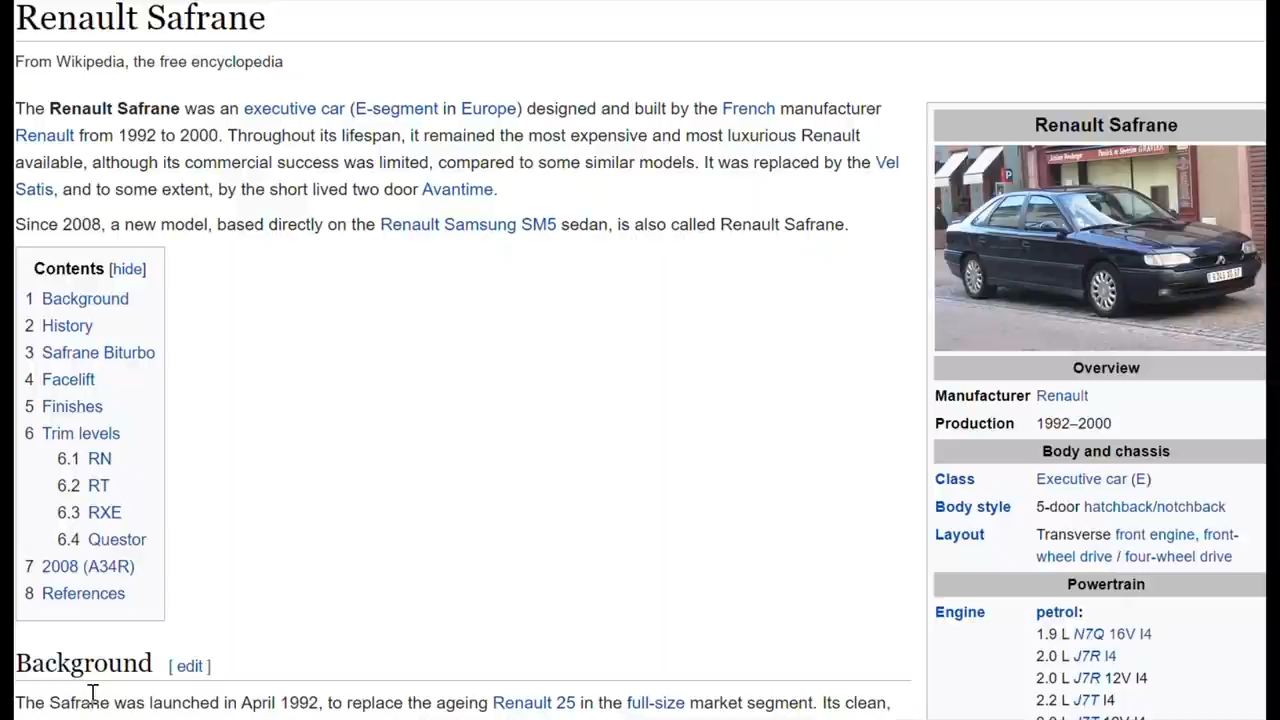 Renault Safrane
From Wikipedia, the free encyclopedia
The Renault Safrane was an executive car (E-segment in Europe) designed and built by the French manufacturer
Renault from 1992 to 2000. Throughout its lifespan, it remained the most expensive and most luxurious Renault
available, although its commercial success was limited, compared to some similar models. It was replaced by the Vel
Satis, and to some extent, by the short lived two door Avantime.
Since 2008, a new model, based directly on the Renault Samsung SM5 sedan, is also called Renault Safrane.
Contents [hide]
1 Background
2 History
3 Safrane Biturbo
4 Facelift
5 Finishes
6 Trim levels
6.1 RN
6.2 RT
6.3 RXE
6.4 Questor
7 2008 (A34R)
8 References
Background [ edit ]
The Safrane was launched in April 1992, to replace the ageing Renault 25 in the full-size market segment. Its clean,
Renault Safrane
P
Overview
Manufacturer Renault
Production 1992–2000
Body and chassis
Class Executive car (E)
Body style 5-door hatchback/notchback
Layout Transverse front engine, front-
wheel drive / four-wheel drive
Powertrain
Engine petrol:
1.9 L N7Q 16V I4
2.0 L J7R I4
2.0 L J7R 12V I4
2.2 L J7T I4